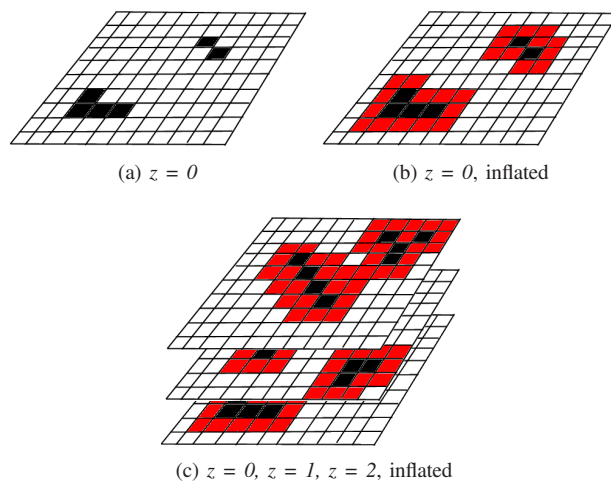 (a) z = 0
(b) z = 0, inflated
(c) z = 0, z = 1, z = 2, inflated